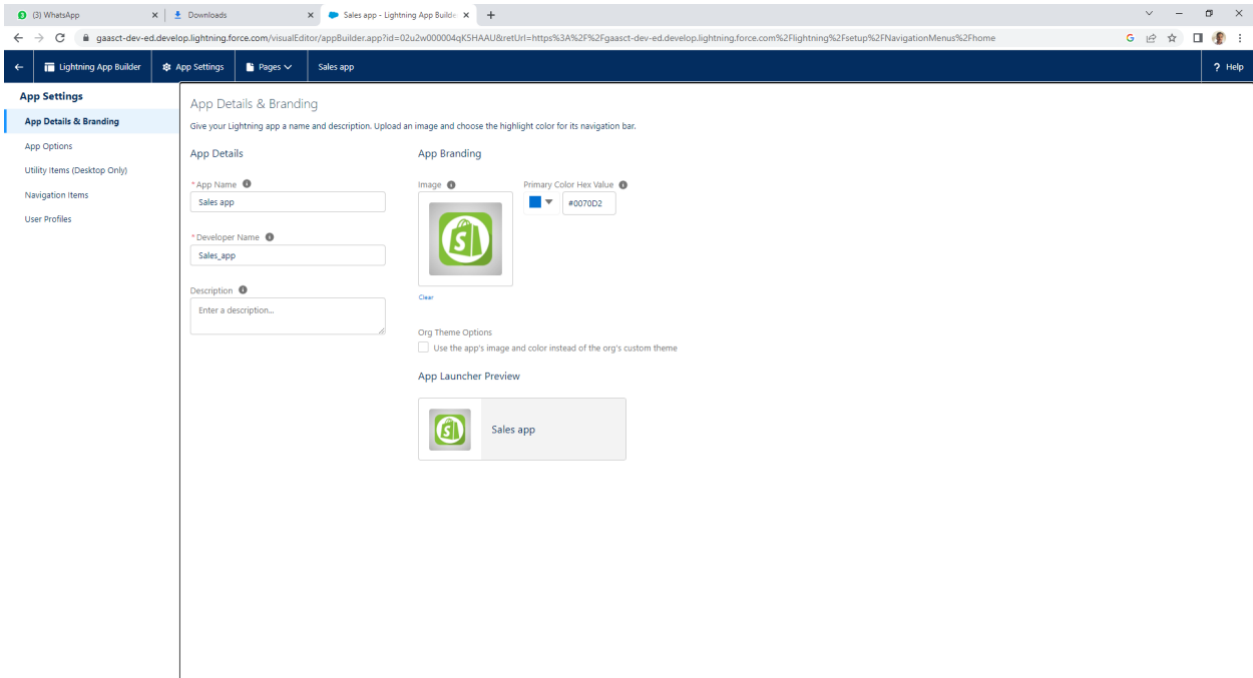 (3) WhatsApp
Downloads
Sales app - Lightning App Builde
gaasct-dev-ed.develop.lightning.force.com/visualEditor/appBuilder.app?id=02u2w000004qK5HAAU&retUrl=https%3A%2F%2Fgaasct-dev-ed.develop.lightning.force.com%2Flightning%2Fsetup%2FNavigationMenus%2Fhome
Lightning App Builder
App Settings
Pages
Sales app
? Help
App Settings
App Details & Branding
App Options
Utility Items (Desktop Only)
Navigation Items
User Profiles
App Details & Branding
Give your Lightning app a name and description. Upload an image and choose the highlight color for its navigation bar.
App Details
*App Name
Sales app
*Developer Name
Sales_app
Description
Enter a description...
App Branding
Image
Primary Color Hex Value
#0070D2
S
Clear
Org Theme Options
Use the app's image and color instead of the org's custom theme
App Launcher Preview
S
Sales app